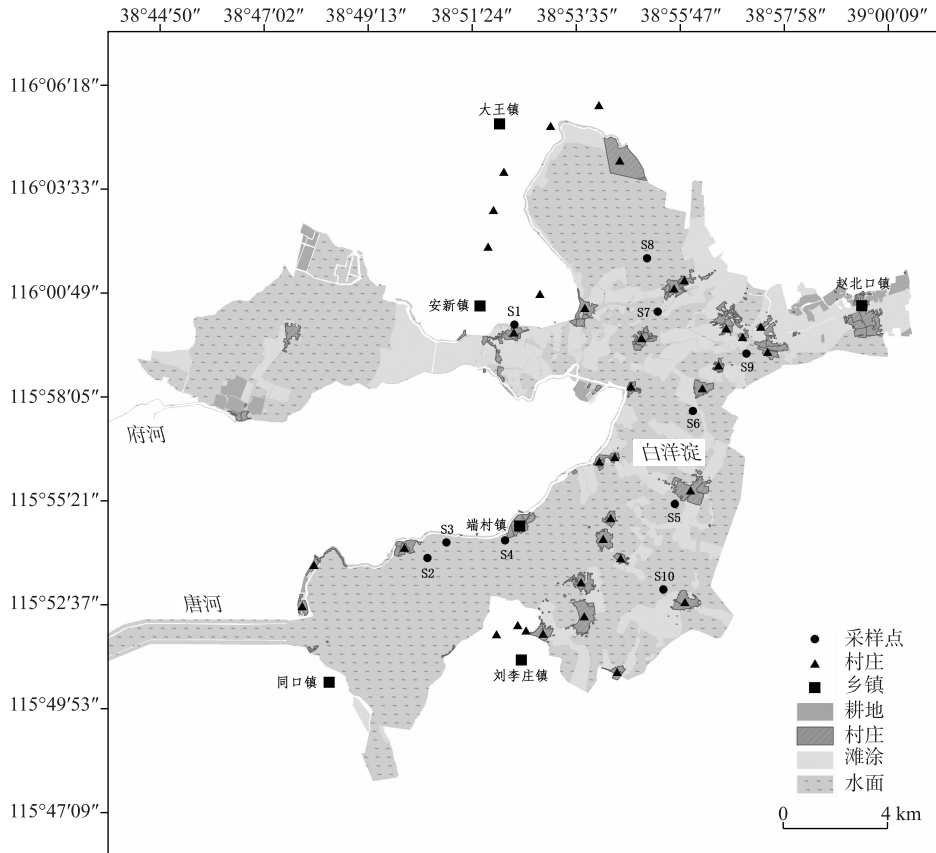 38°44′50″ 38°47′02″ 38°49′13″ 38°51′24″ 38°53′35″ 38°55′47″ 38°57′58″ 39°00′09″
116°06′18″
大王镇
116°03′33″
S8
赵北口镇
116°00′49″
安新镇
S1
S7
S9
115°58′05″
S6
府河
白洋淀
115°55′21″
S5
端村镇
S3
S4
S2
S10
115°52′37″
唐河
采样点
村庄
刘李庄镇
同口镇
乡镇
115°49′53″
耕地
村庄
滩涂
水面
115°47′09″
0 4 km